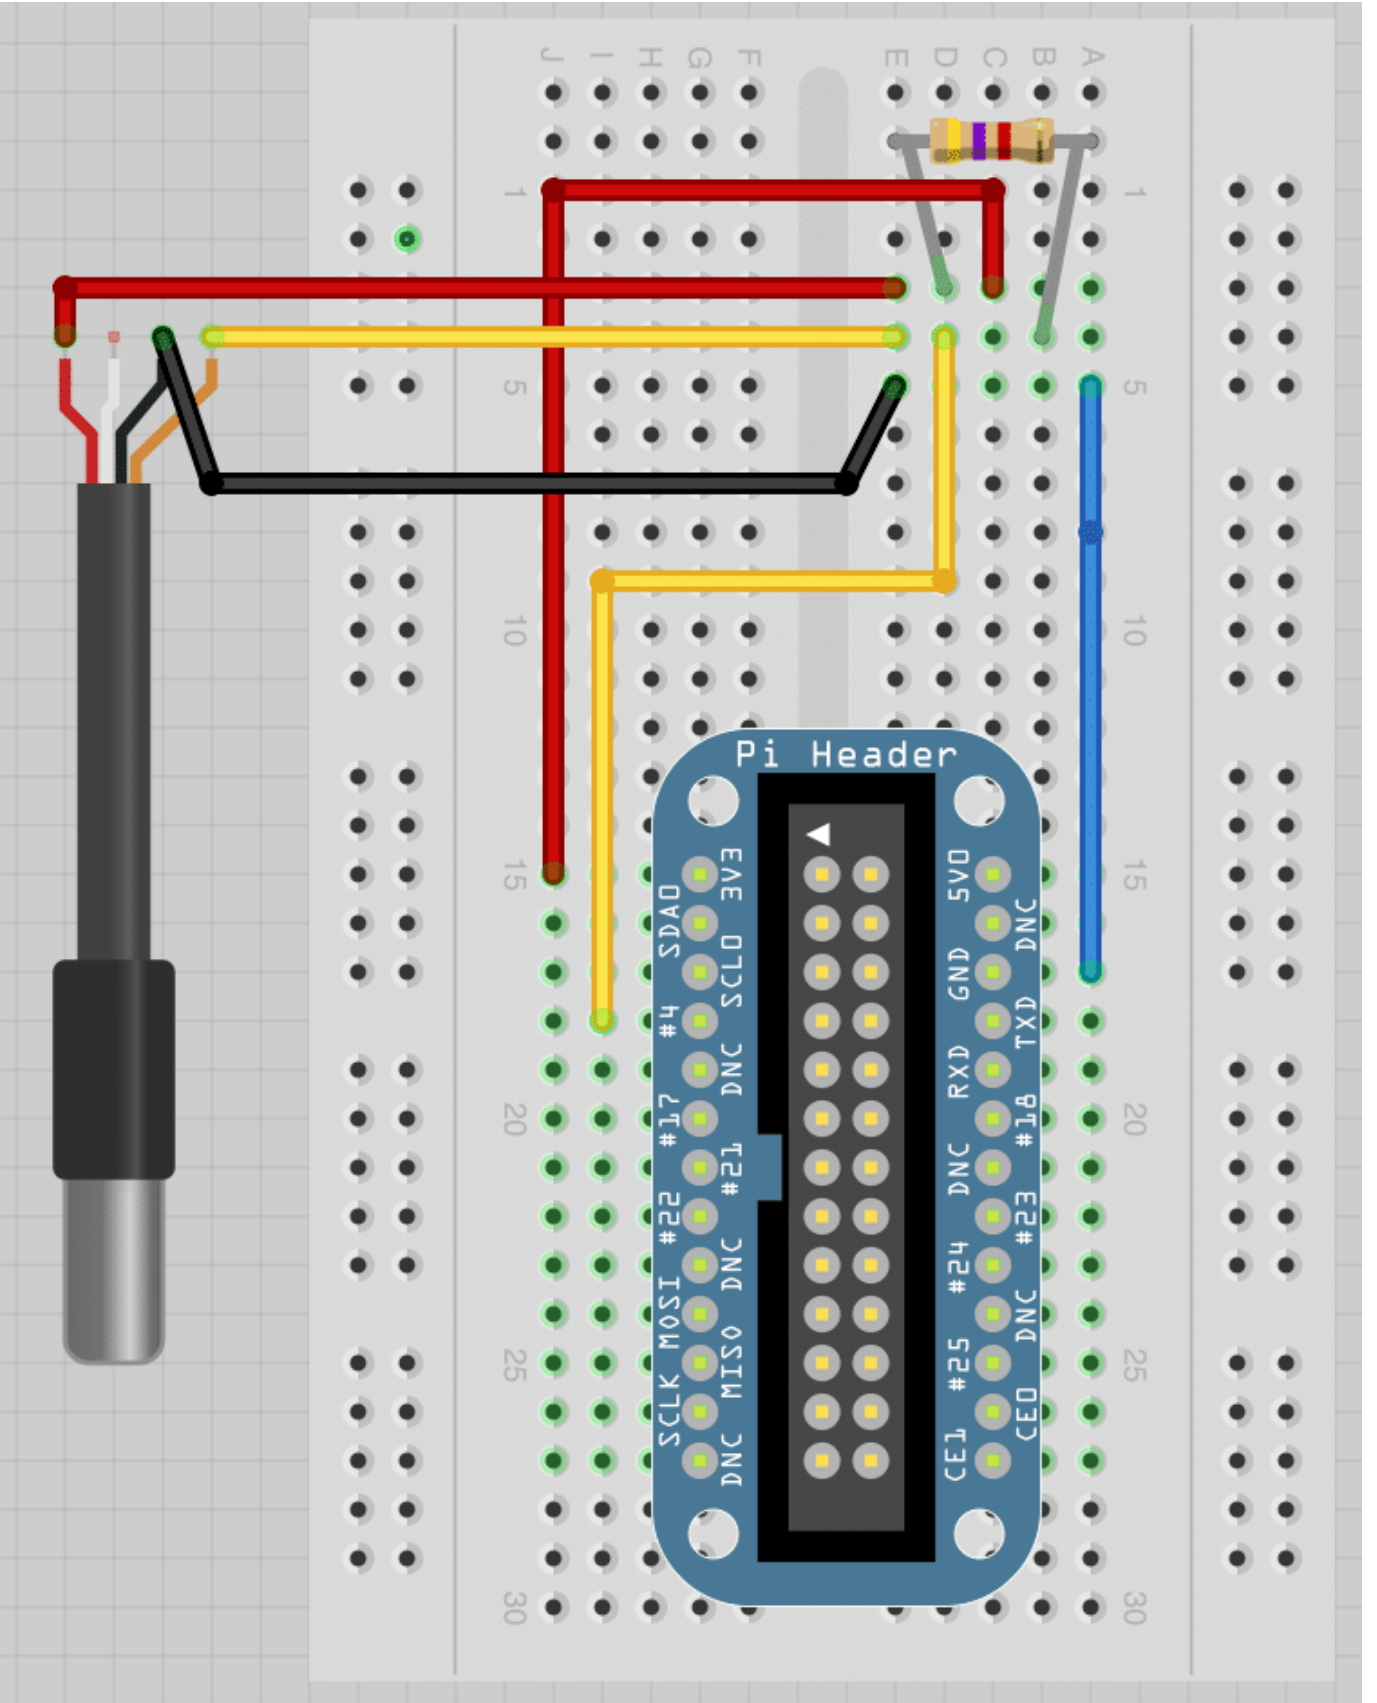 J I H G F E D C B A
1 1
5 5
10 10
Pi Header
15 15
20 20
25 25
30 30
3V3
SDA0
SCL0
#4
DNC
#17
#21
#22
DNC
MOSI
MISO
SCLK
DNC
5V0
DNC
GND
TXD
RXD
#18
DNC
#23
#24
DNC
#25
CE0
CE1